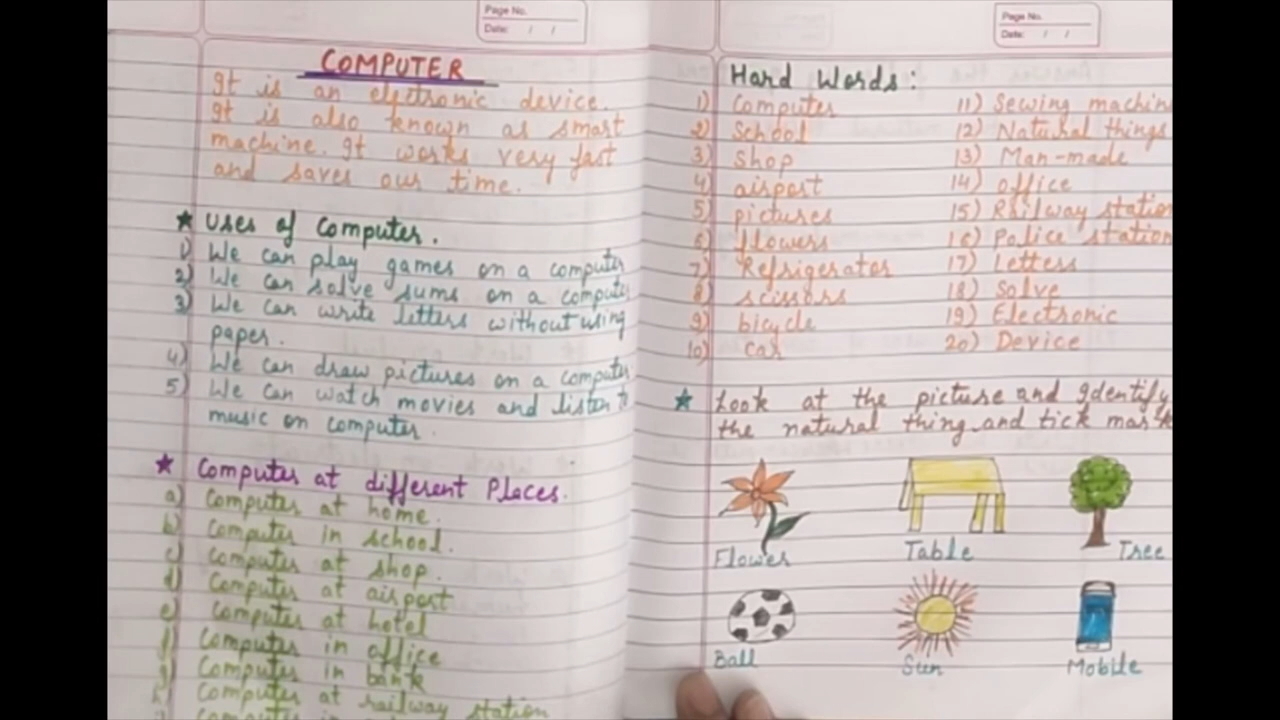 Page No.
Date: / /
COMPUTER
It is an electronic device.
It is also known as smart
machine. It works very fast
and saves our time.
★ Uses of Computer.
1) We can play games on a computer
2) We can solve sums on a computer
3) We can write letters without using
paper.
4) We can draw pictures on a computer
5) We can watch movies and listen to
music on computer.
★ Computer at different Places.
a) Computer at home.
b) Computer in school.
c) Computer at shop.
d) Computer at airport
e) Computer at hotel
f) Computer in office
g) Computer in bank
h) Computer at railway station
Page No.
Date: / /
Hard Words:
1) Computer
2) School
3) Shop
4) airport
5) pictures
6) flowers
7) Refrigerator
8) scissors
9) bicycle
10) Car
11) Sewing machin
12) Natural things
13) Man-made
14) office
15) Railway station
16) Police station
17) Letters
18) Solve
19) Electronic
20) Device
★ Look at the picture and Identify
the natural thing and tick mark
Flower Table Tree
Ball Sun Mobile